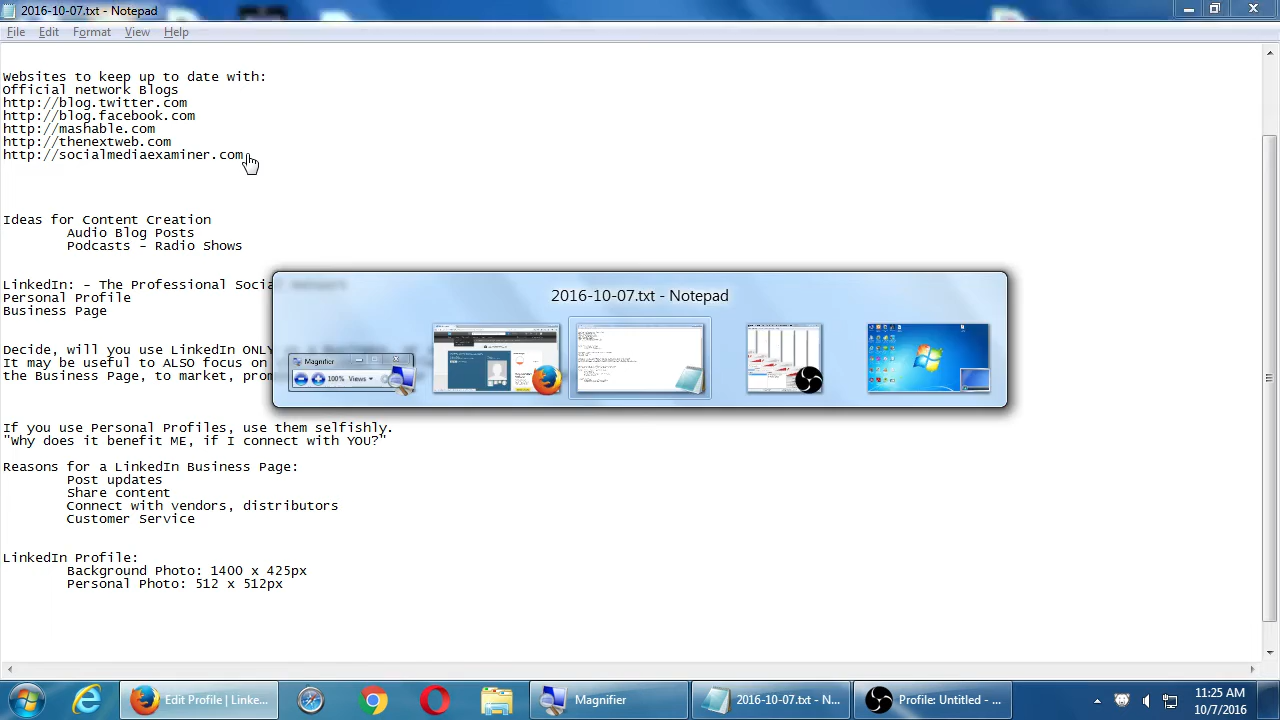 2016-10-07.txt - Notepad
File Edit Format View Help
Websites to keep up to date with:
Official network Blogs
http://blog.twitter.com
http://blog.facebook.com
http://mashable.com
http://thenextweb.com
http://socialmediaexaminer.com
Ideas for Content Creation
Audio Blog Posts
Podcasts - Radio Shows
LinkedIn: - The Professional Social
Personal Profile
Business Page
Decide, will you use LinkedIn ONLY
It may be useful to ALSO focus on
the Business Page, to market, prom
2016-10-07.txt - Notepad
Magnifier
100% Views
If you use Personal Profiles, use them selfishly.
"Why does it benefit ME, if I connect with YOU?"
Reasons for a LinkedIn Business Page:
Post updates
Share content
Connect with vendors, distributors
Customer Service
LinkedIn Profile:
Background Photo: 1400 x 425px
Personal Photo: 512 x 512px
Edit Profile | Linke...
Magnifier
2016-10-07.txt - N...
Profile: Untitled - ...
11:25 AM
10/7/2016